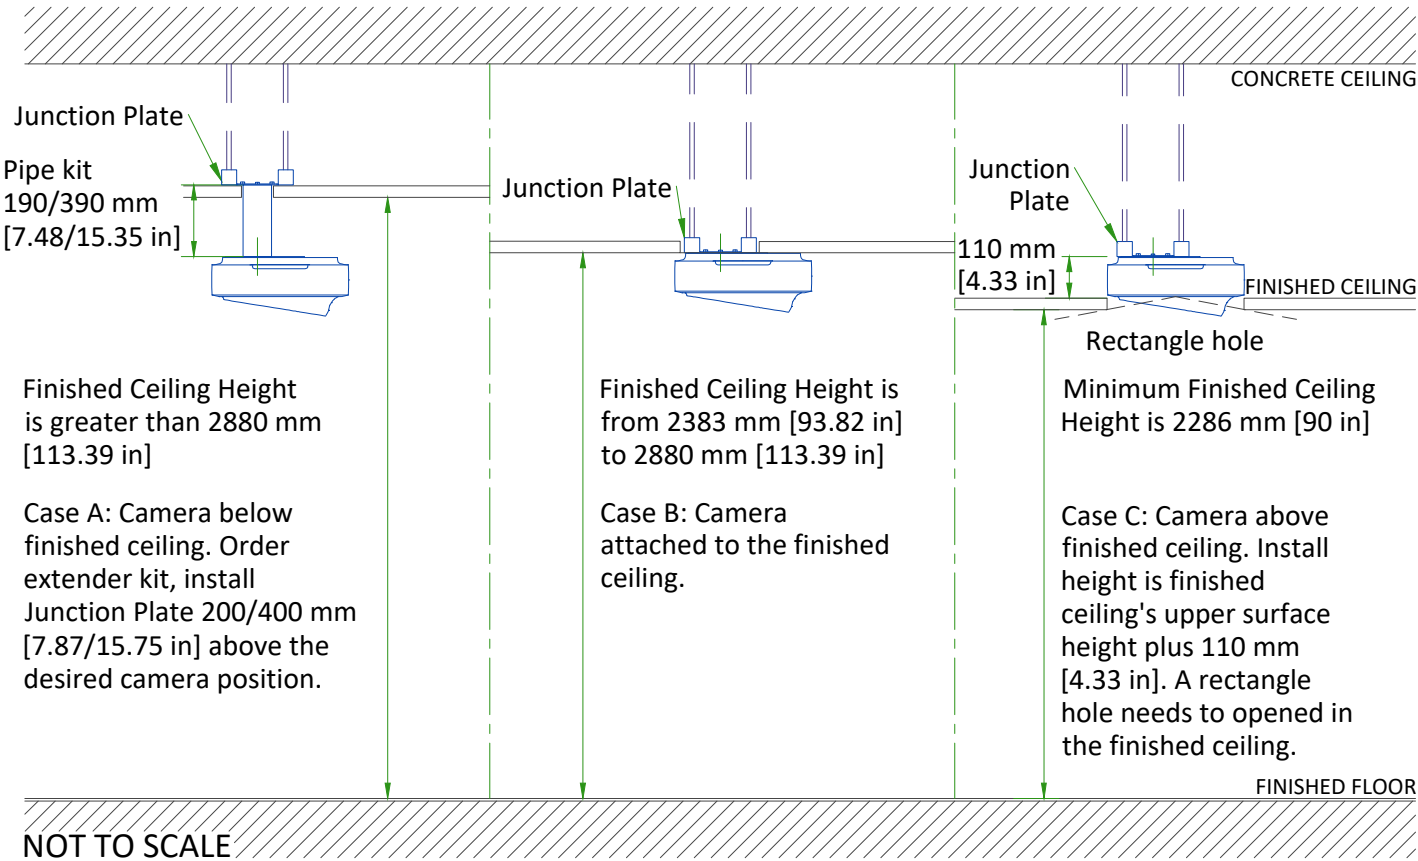 CONCRETE CEILING
Junction Plate
Pipe kit
190/390 mm
[7.48/15.35 in]
Finished Ceiling Height
is greater than 2880 mm
[113.39 in]
Case A: Camera below
finished ceiling. Order
extender kit, install
Junction Plate 200/400 mm
[7.87/15.75 in] above the
desired camera position.
Junction Plate
Finished Ceiling Height is
from 2383 mm [93.82 in]
to 2880 mm [113.39 in]
Case B: Camera
attached to the finished
ceiling.
Junction
Plate
110 mm
[4.33 in]
FINISHED CEILING
Rectangle hole
Minimum Finished Ceiling
Height is 2286 mm [90 in]
Case C: Camera above
finished ceiling. Install
height is finished
ceiling's upper surface
height plus 110 mm
[4.33 in]. A rectangle
hole needs to opened in
the finished ceiling.
FINISHED FLOOR
NOT TO SCALE